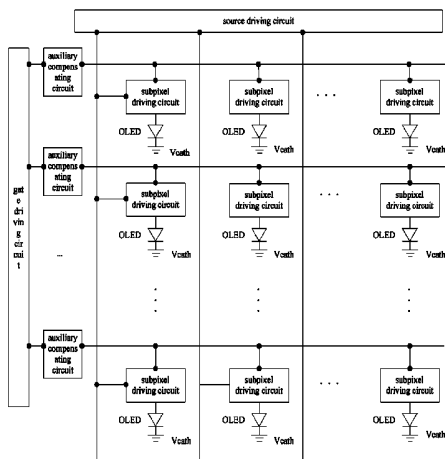 source driving circuit
auxiliary
compens
ating
circuit
subpixel
driving circuit
subpixel
driving circuit
. . .
subpixel
driving circuit
OLED
Vcath
OLED
Vcath
OLED
Vcath
auxiliary
compens
ating
circuit
subpixel
driving circuit
subpixel
driving circuit
. . .
subpixel
driving circuit
gat
e
dri
vin
g
cir
cui
t
...
OLED
Vcath
OLED
Vcath
OLED
Vcath
auxiliary
compens
ating
circuit
subpixel
driving circuit
subpixel
driving circuit
. . .
subpixel
driving circuit
OLED
Vcath
OLED
Vcath
OLED
Vcath